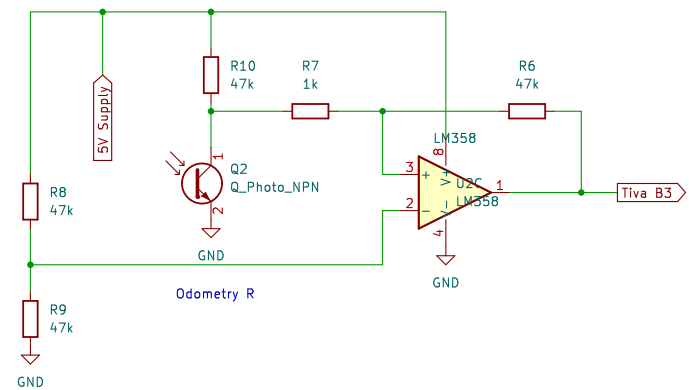 R10
47k
R7
1k
R6
47k
5V Supply
LM358
8
3
+
V+
U2C
1
LM358
2
-
V-
4
GND
Tiva B3
1
Q2
Q_Photo_NPN
2
GND
R8
47k
Odometry R
R9
47k
GND